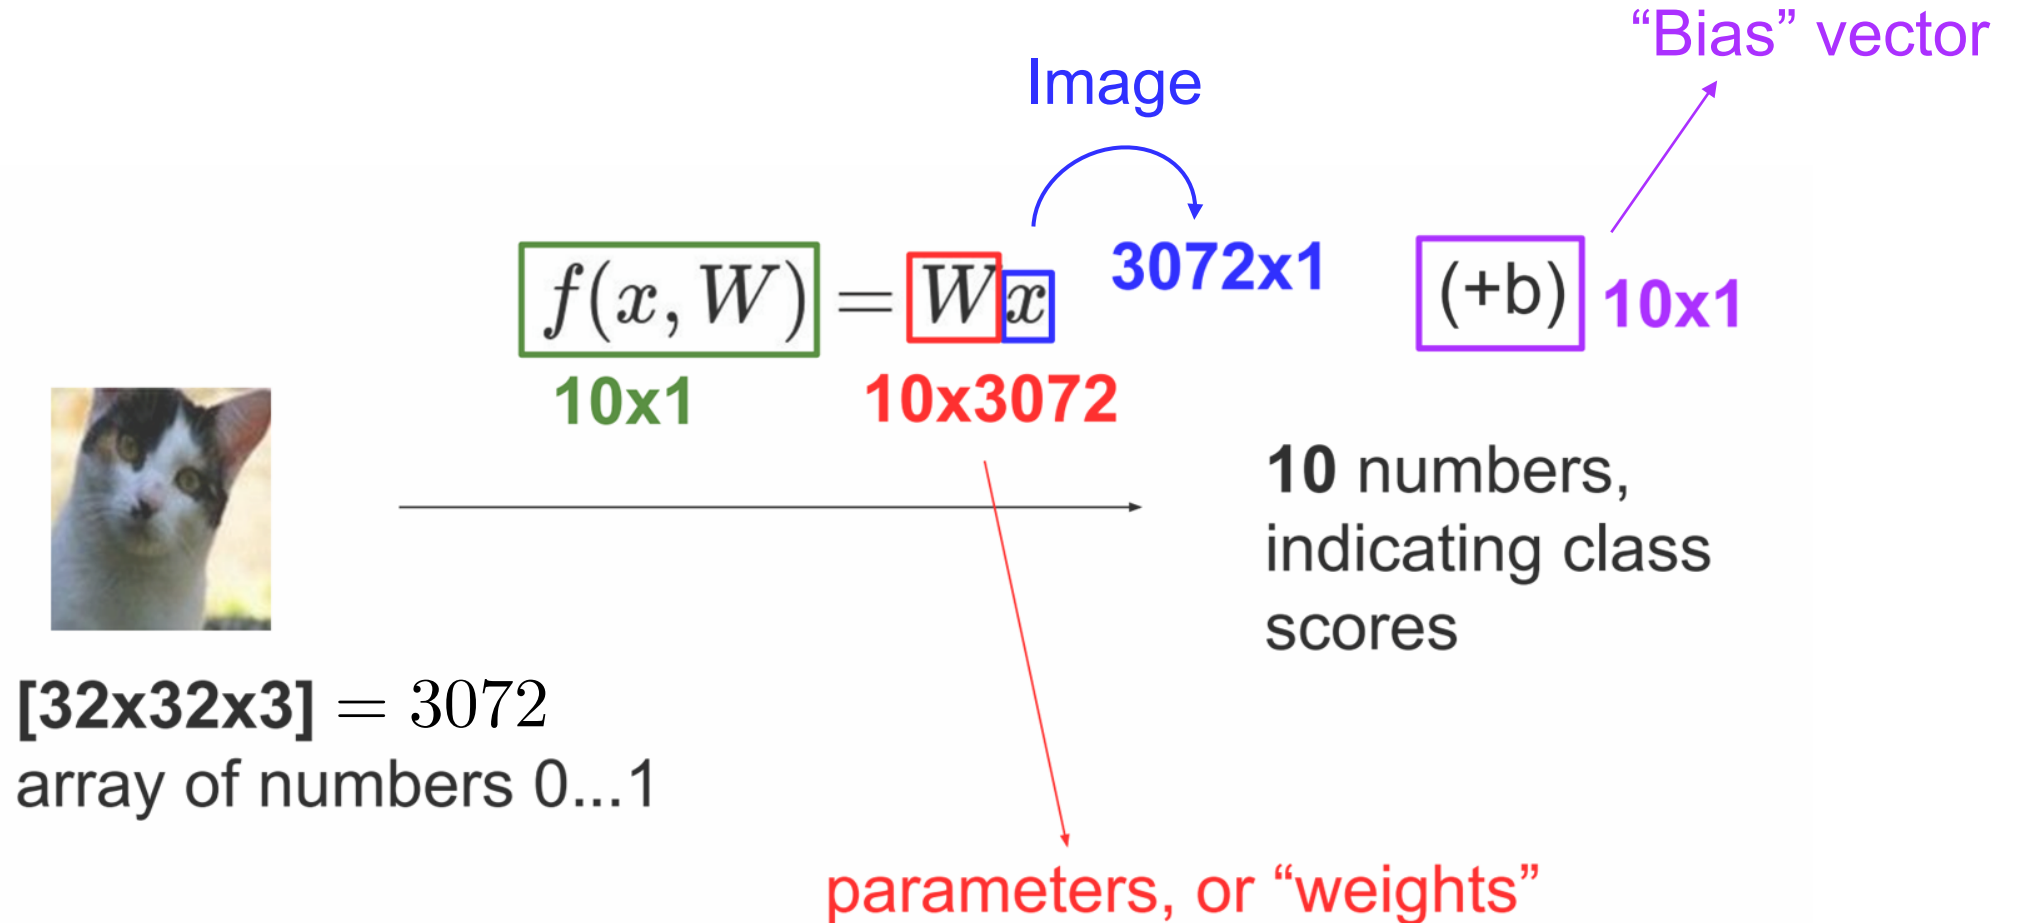 “Bias” vector
Image
f(x, W) = Wx 3072x1 (+b) 10x1
10x1 10x3072
10 numbers,
indicating class
scores
[32x32x3] = 3072
array of numbers 0...1
parameters, or “weights”